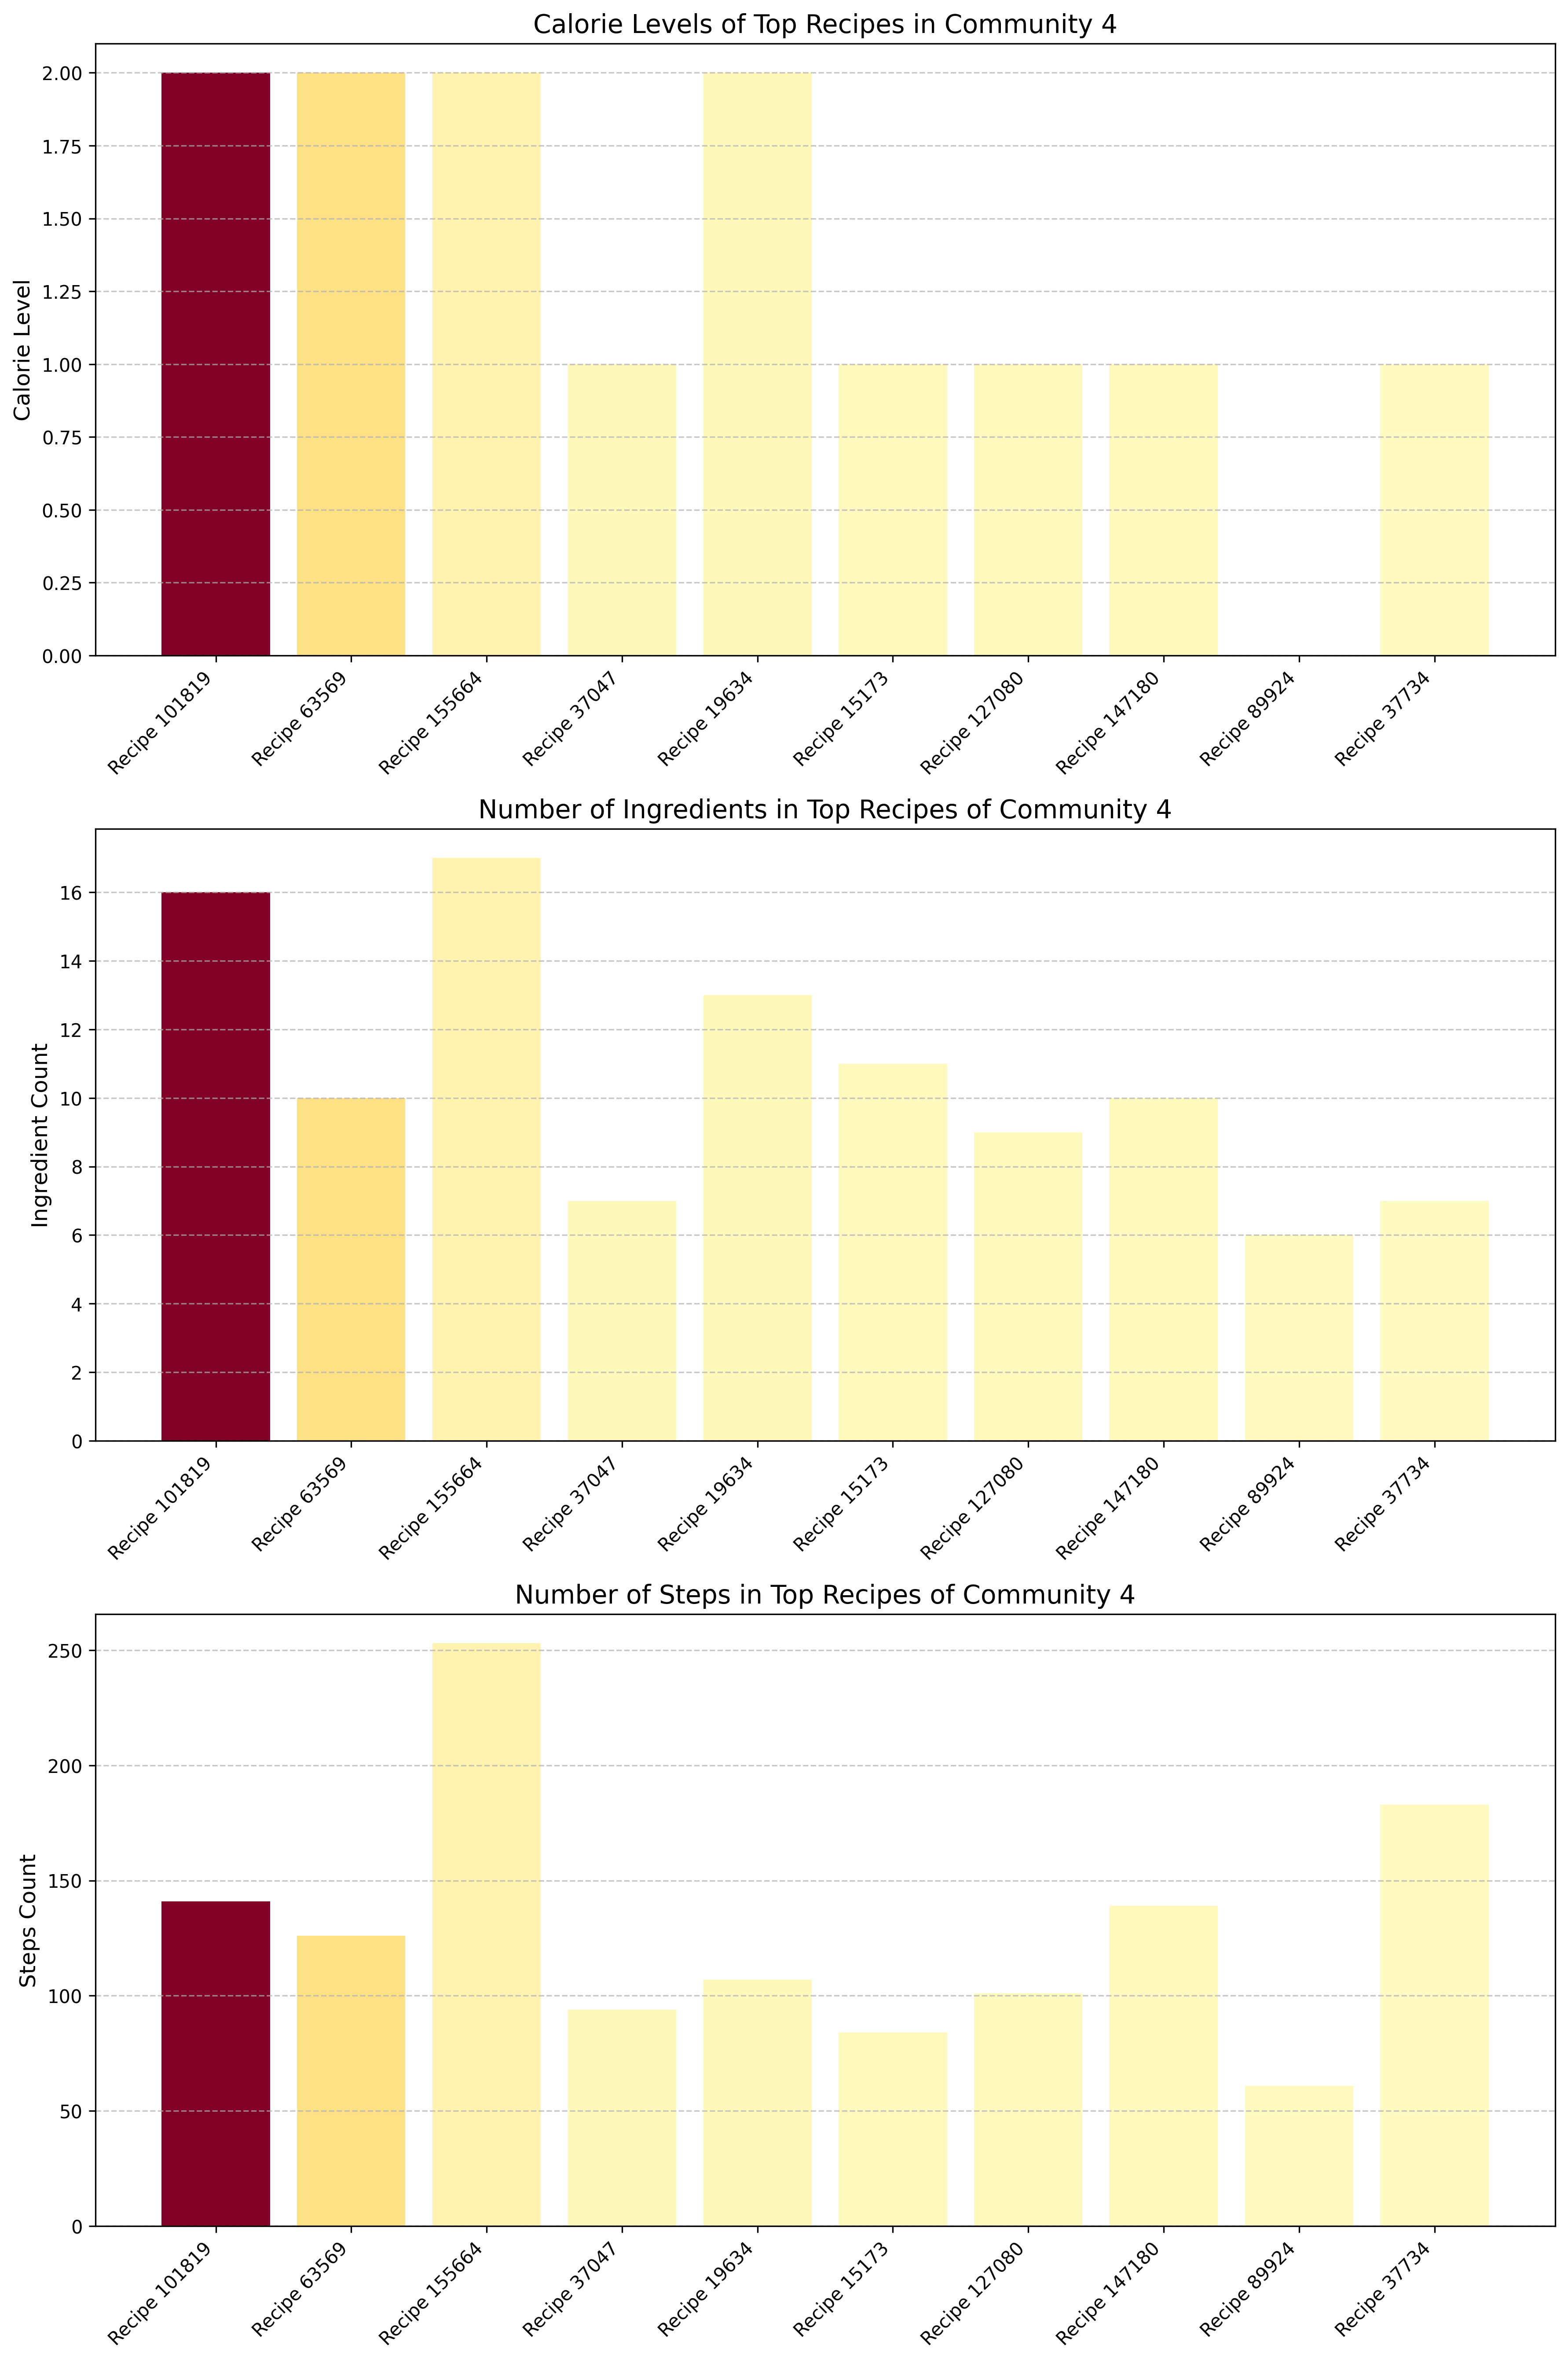 Calorie Levels of Top Recipes in Community 4
Calorie Level
2.00
1.75
1.50
1.25
1.00
0.75
0.50
0.25
0.00
Recipe 101819
Recipe 63569
Recipe 155664
Recipe 37047
Recipe 19634
Recipe 15173
Recipe 127080
Recipe 147180
Recipe 89924
Recipe 37734
Number of Ingredients in Top Recipes of Community 4
Ingredient Count
16
14
12
10
8
6
4
2
0
Recipe 101819
Recipe 63569
Recipe 155664
Recipe 37047
Recipe 19634
Recipe 15173
Recipe 127080
Recipe 147180
Recipe 89924
Recipe 37734
Number of Steps in Top Recipes of Community 4
Steps Count
250
200
150
100
50
0
Recipe 101819
Recipe 63569
Recipe 155664
Recipe 37047
Recipe 19634
Recipe 15173
Recipe 127080
Recipe 147180
Recipe 89924
Recipe 37734